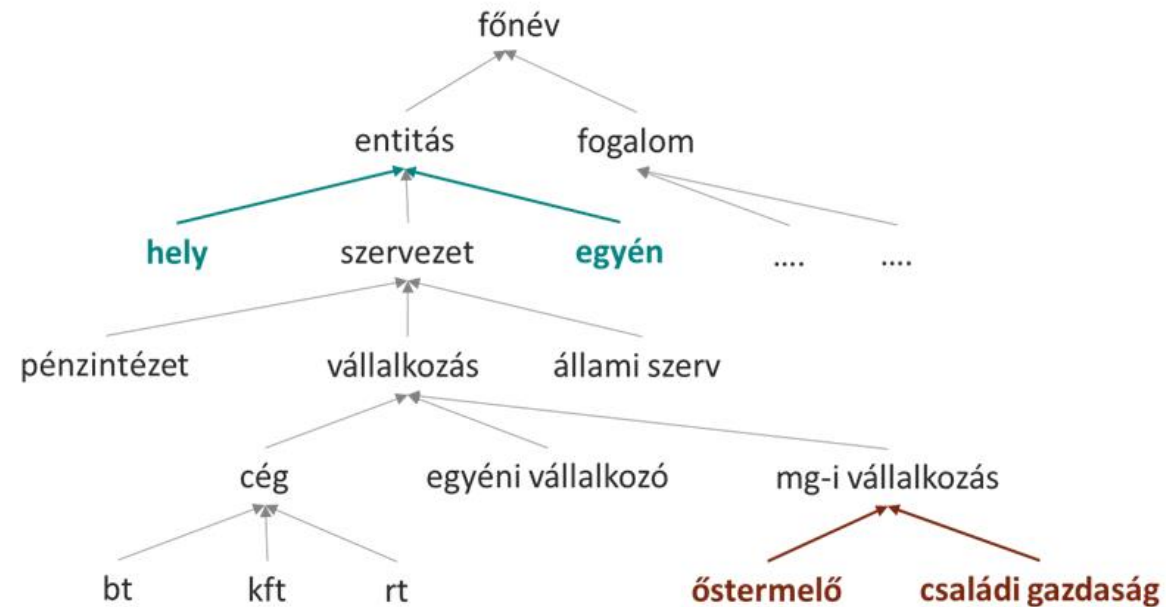 főnév
entitás fogalom
hely szervezet egyén .... ....
pénzintézet vállalkozás állami szerv
cég egyéni vállalkozó mg-i vállalkozás
bt kft rt őstermelő családi gazdaság